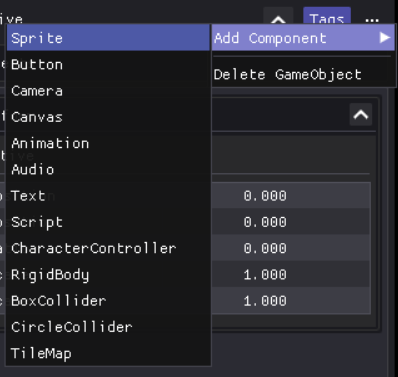 ive
Tags
...
Sprite
Add Component
Button
Delete GameObject
Camera
Canvas
Animation
Audio
Text
0.000
Script
0.000
CharacterController
0.000
RigidBody
1.000
BoxCollider
1.000
CircleCollider
TileMap